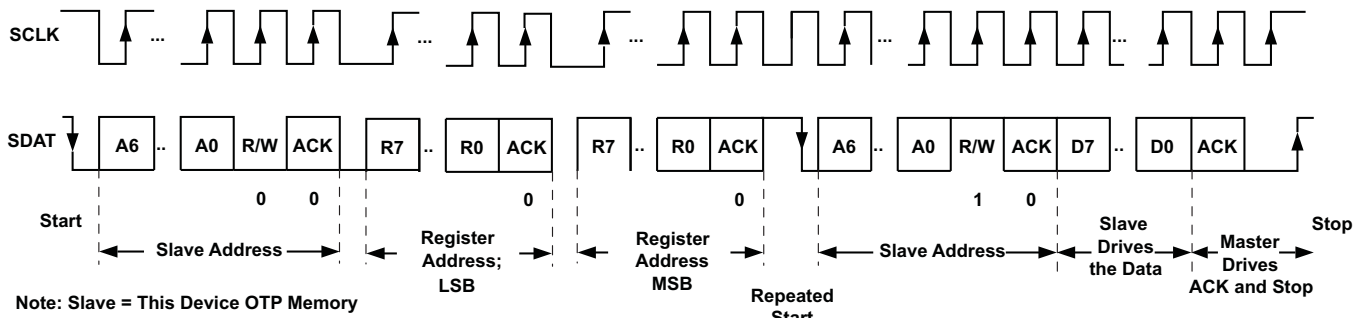 SCLK ... ... ... ... ...
SDAT A6 .. A0 R/W ACK R7 .. R0 ACK R7 .. R0 ACK A6 .. A0 R/W ACK D7 .. D0 ACK
0 0 0 0 1 0
Start
Slave Address
Register
Address;
LSB
Register
Address
MSB
Repeated
Start
Slave Address
Slave
Drives
the Data
Master
Drives
ACK and Stop
Stop
Note: Slave = This Device OTP Memory